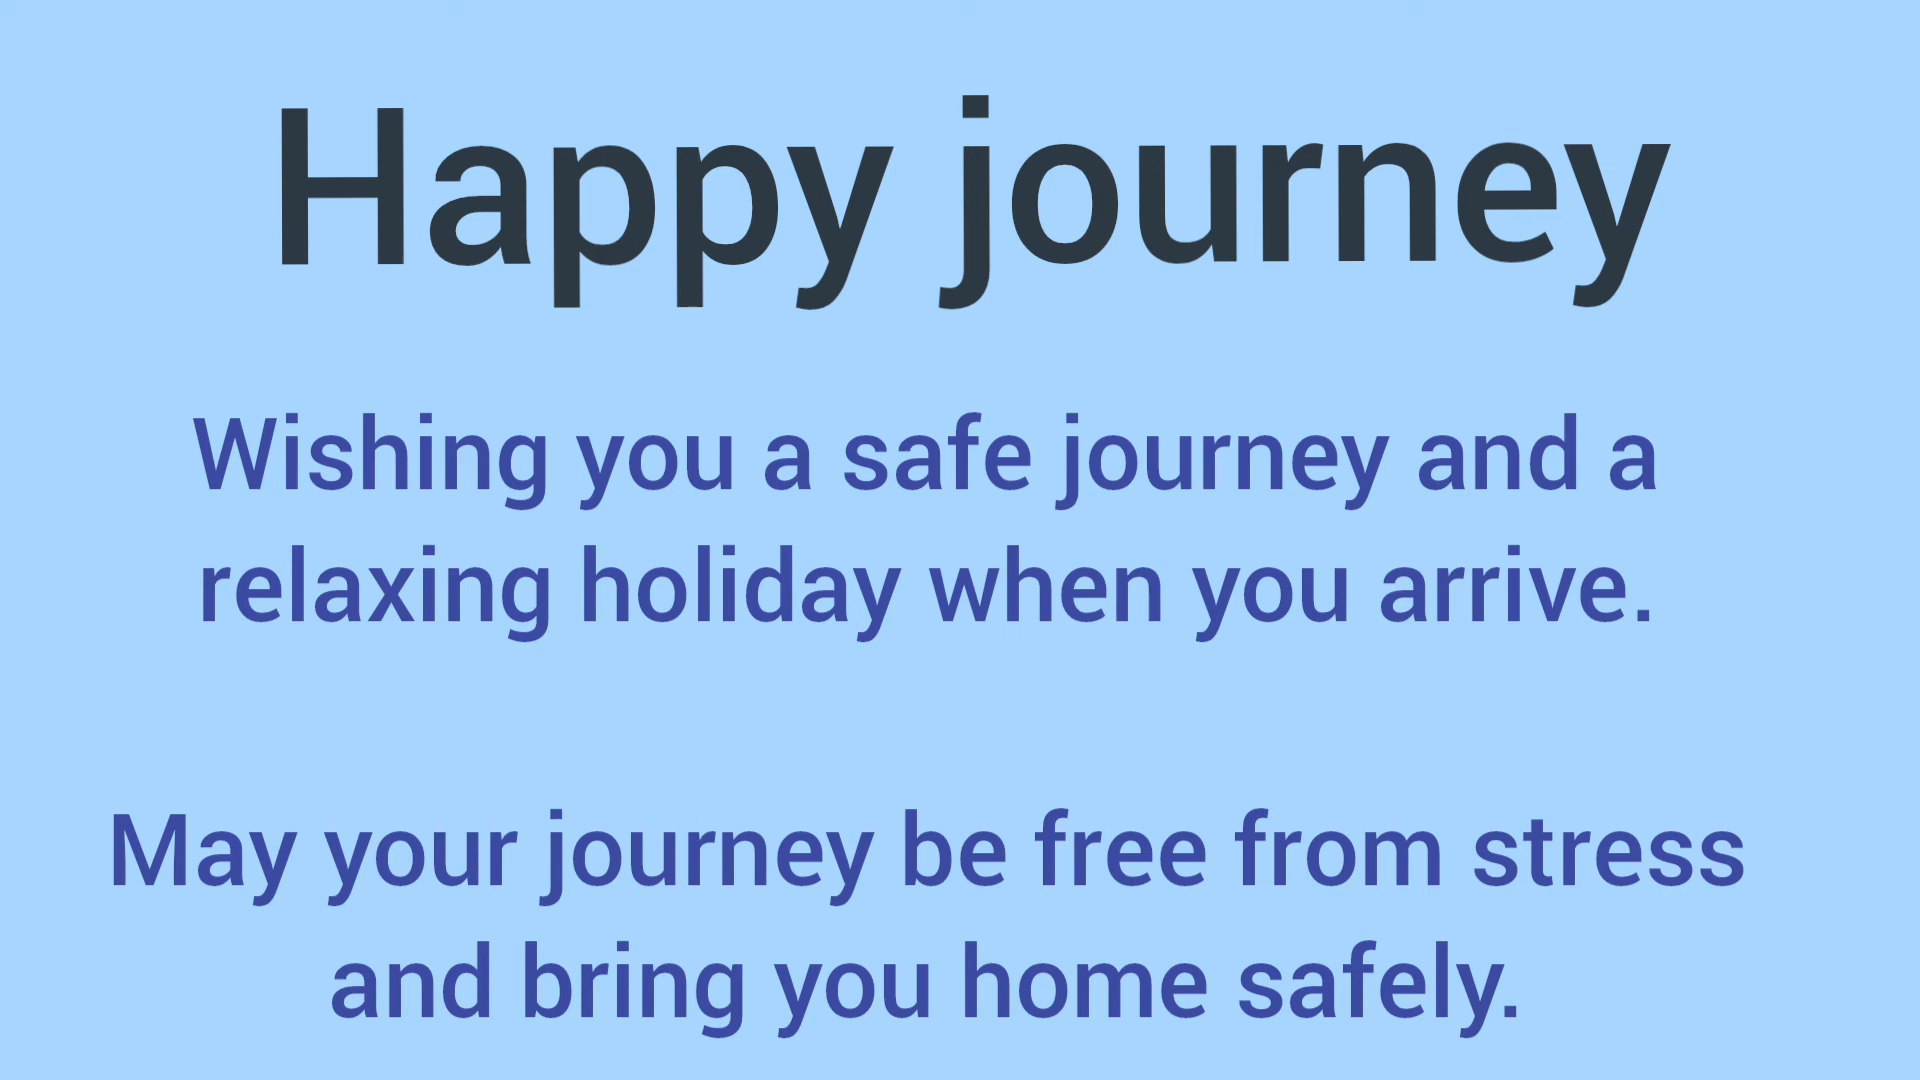 Happy journey
Wishing you a safe journey and a
relaxing holiday when you arrive.
May your journey be free from stress
and bring you home safely.